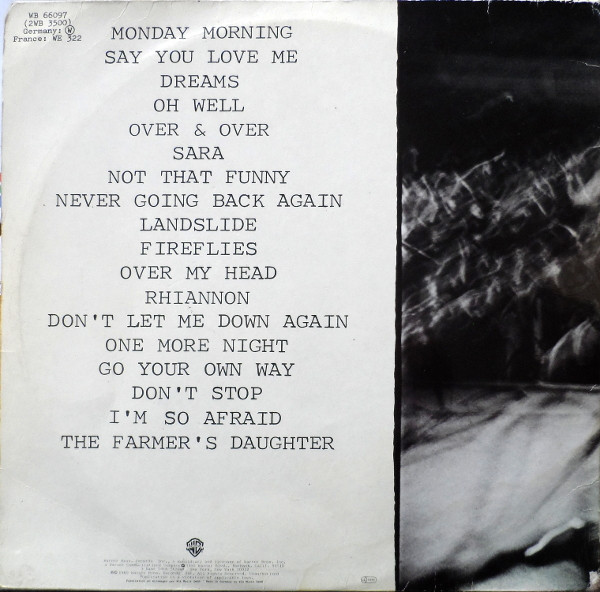 WB 66097
(2WB 3500)
Germany: W
France: WE 322
MONDAY MORNING
SAY YOU LOVE ME
DREAMS
OH WELL
OVER & OVER
SARA
NOT THAT FUNNY
NEVER GOING BACK AGAIN
LANDSLIDE
FIREFLIES
OVER MY HEAD
RHIANNON
DON'T LET ME DOWN AGAIN
ONE MORE NIGHT
GO YOUR OWN WAY
DON'T STOP
I'M SO AFRAID
THE FARMER'S DAUGHTER